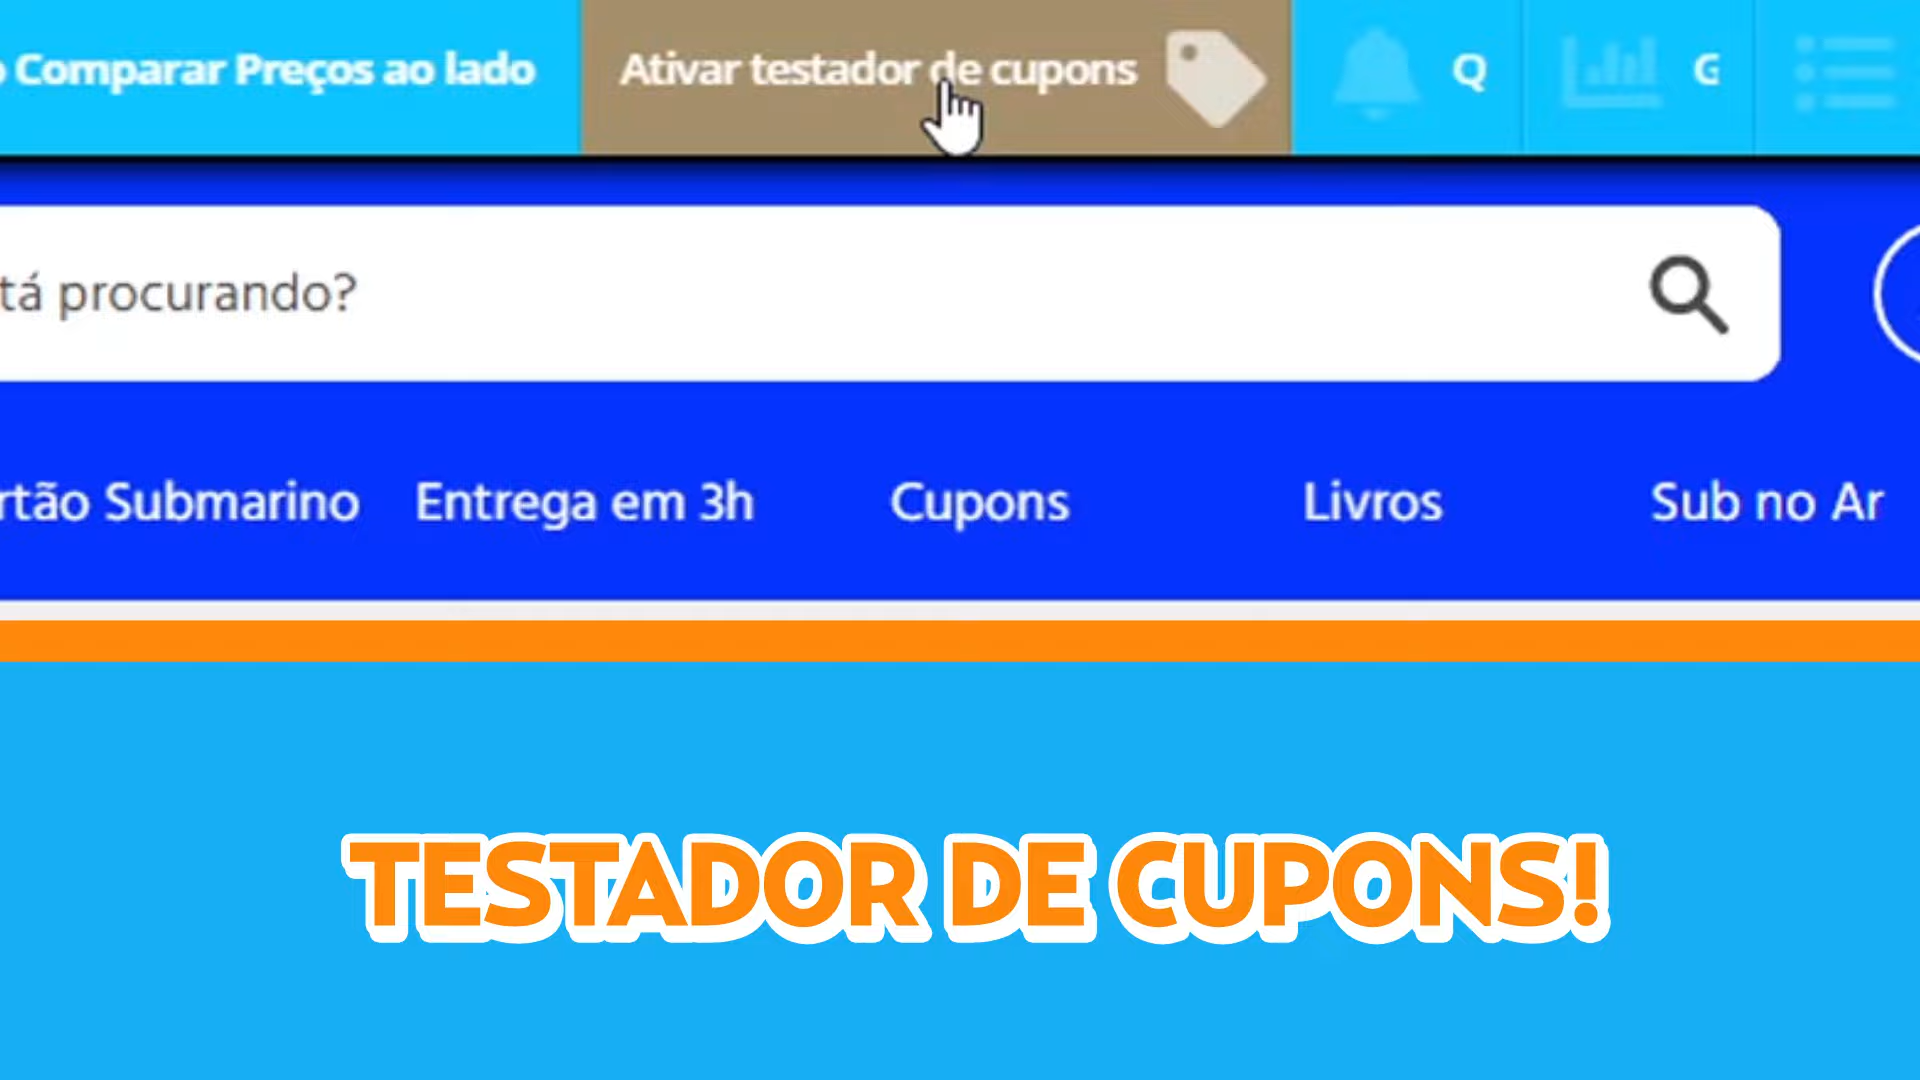 Comparar Preços ao lado
Ativar testador de cupons
Q
G
tá procurando?
rtão Submarino
Entrega em 3h
Cupons
Livros
Sub no Ar
TESTADOR DE CUPONS!